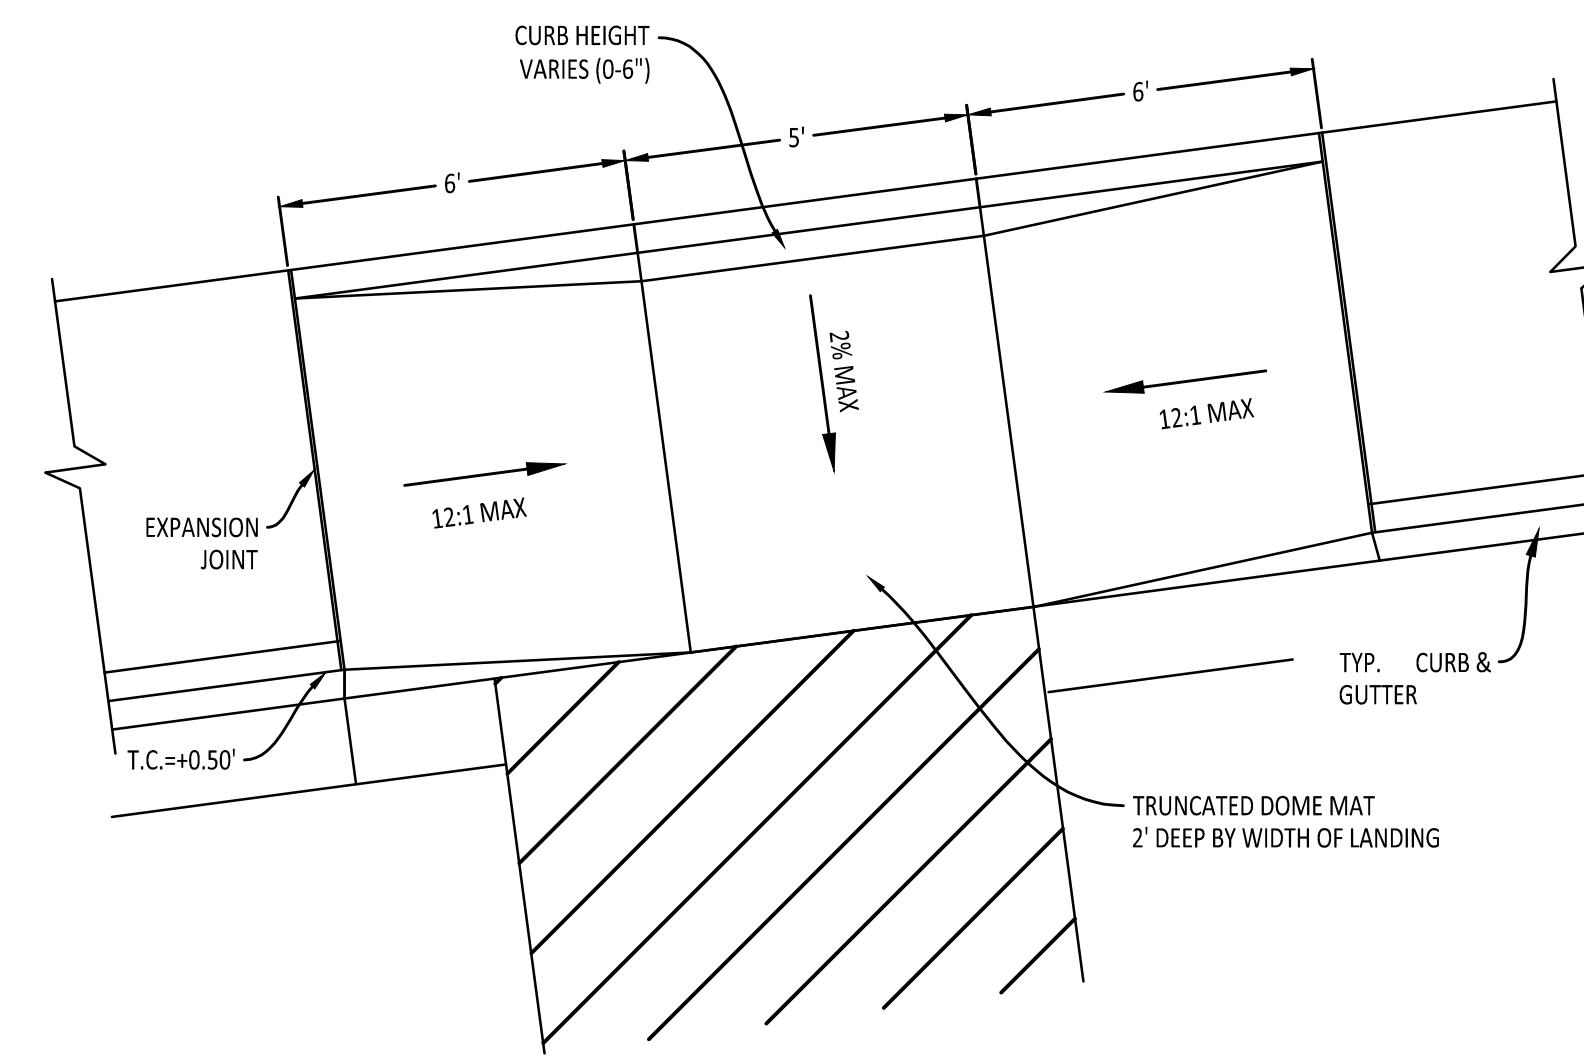 CURB HEIGHT
VARIES (0-6")
6'
5'
6'
2% MAX
12:1 MAX
12:1 MAX
EXPANSION
JOINT
TYP. CURB &
GUTTER
T.C.=+0.50'
TRUNCATED DOME MAT
2' DEEP BY WIDTH OF LANDING